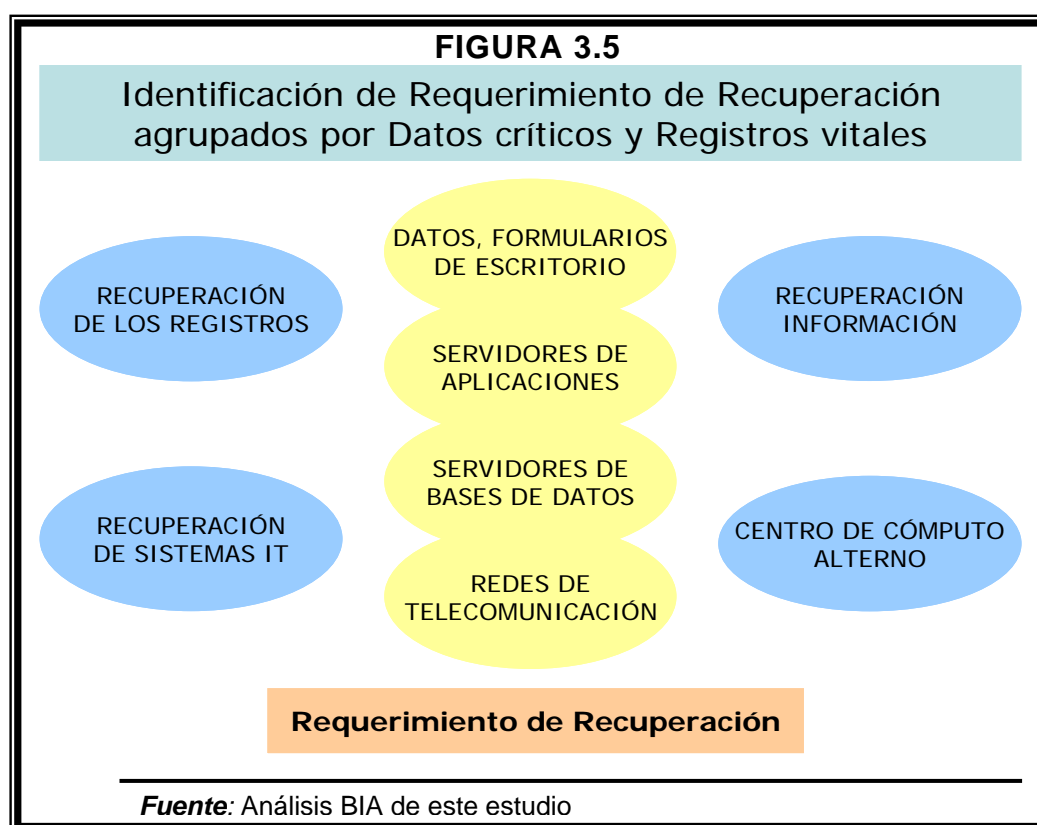 FIGURA 3.5
Identificación de Requerimiento de Recuperación
agrupados por Datos críticos y Registros vitales
RECUPERACIÓN
DE LOS REGISTROS
DATOS, FORMULARIOS
DE ESCRITORIO
RECUPERACIÓN
INFORMACIÓN
SERVIDORES DE
APLICACIONES
SERVIDORES DE
BASES DE DATOS
RECUPERACIÓN
DE SISTEMAS IT
CENTRO DE CÓMPUTO
ALTERNO
REDES DE
TELECOMUNICACIÓN
Requerimiento de Recuperación
Fuente: Análisis BIA de este estudio